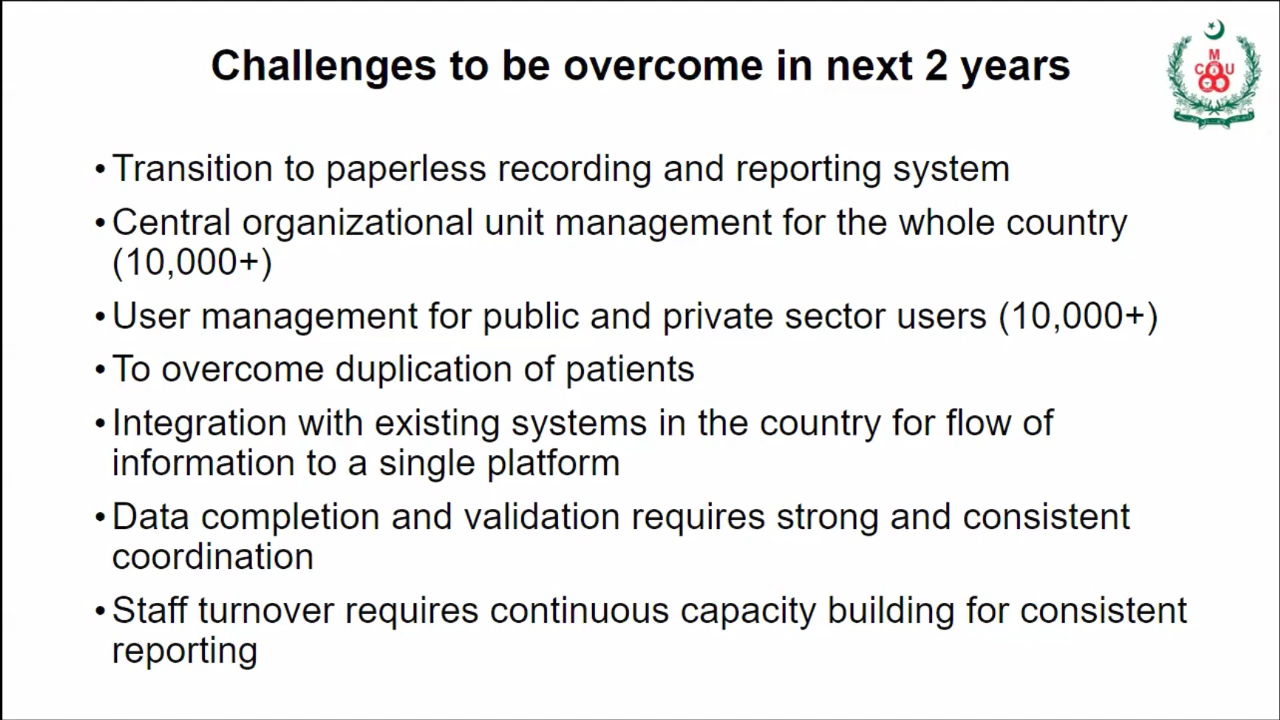 Challenges to be overcome in next 2 years
M
C U
• Transition to paperless recording and reporting system
• Central organizational unit management for the whole country
(10,000+)
• User management for public and private sector users (10,000+)
• To overcome duplication of patients
• Integration with existing systems in the country for flow of
information to a single platform
• Data completion and validation requires strong and consistent
coordination
• Staff turnover requires continuous capacity building for consistent
reporting